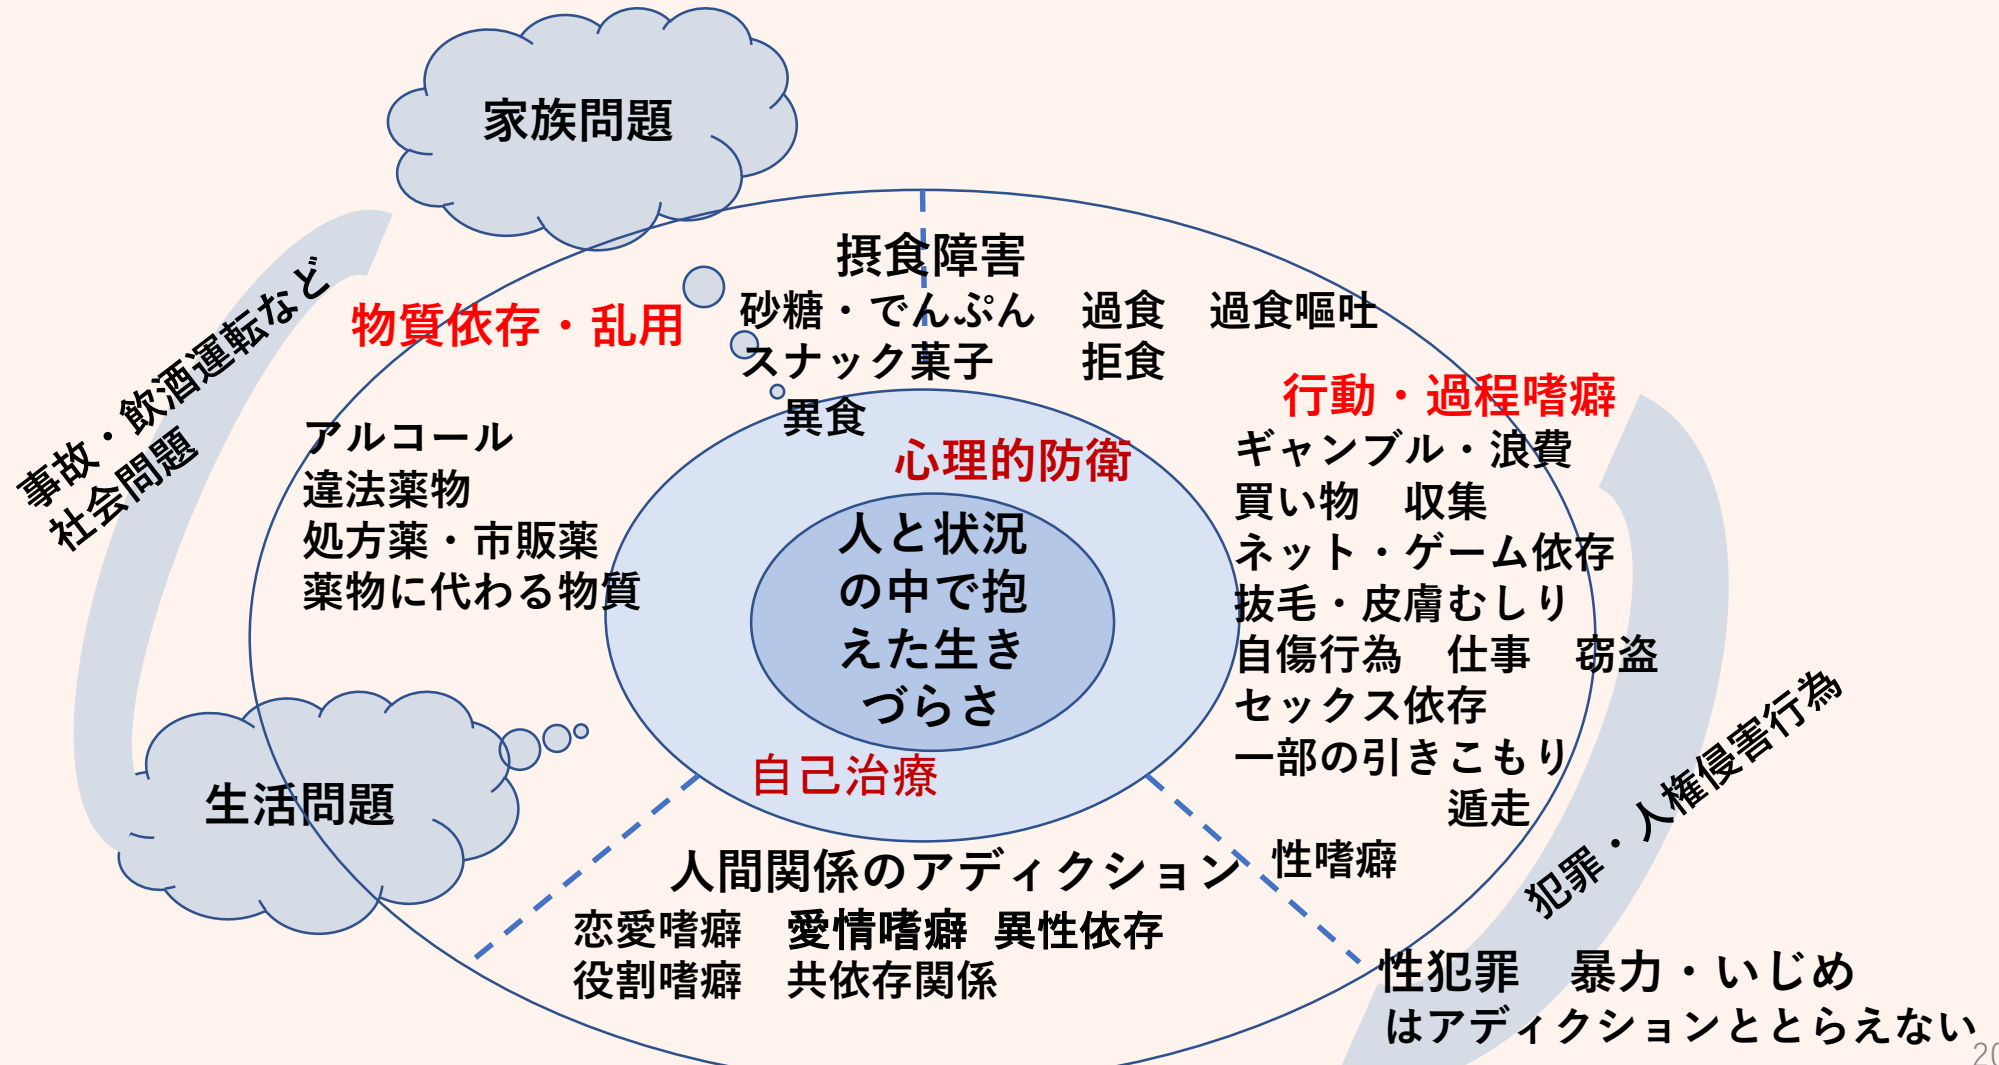 家族問題
事故・飲酒運転など
社会問題
物質依存・乱用
摂食障害
砂糖・でんぷん　過食　過食嘔吐
スナック菓子　　拒食
異食
アルコール
違法薬物
処方薬・市販薬
薬物に代わる物質
心理的防衛
人と状況
の中で抱
えた生き
づらさ
自己治療
行動・過程嗜癖
ギャンブル・浪費
買い物　収集
ネット・ゲーム依存
抜毛・皮膚むしり
自傷行為　仕事　窃盗
セックス依存
一部の引きこもり
遁走
性嗜癖
生活問題
人間関係のアディクション
恋愛嗜癖　愛情嗜癖 異性依存
役割嗜癖　共依存関係
犯罪・人権侵害行為
性犯罪　暴力・いじめ
はアディクションととらえない